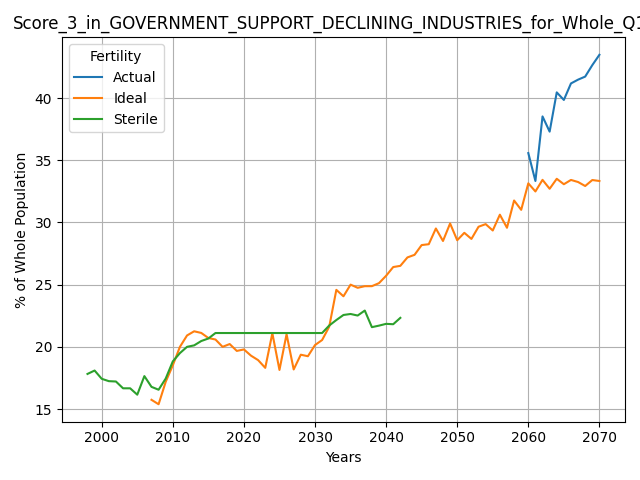 Score_3_in_GOVERNMENT_SUPPORT_DECLINING_INDUSTRIES_for_Whole_Q1
Fertility
Actual
Ideal
Sterile
% of Whole Population
40
35
30
25
20
15
2000 2010 2020 2030 2040 2050 2060 2070
Years